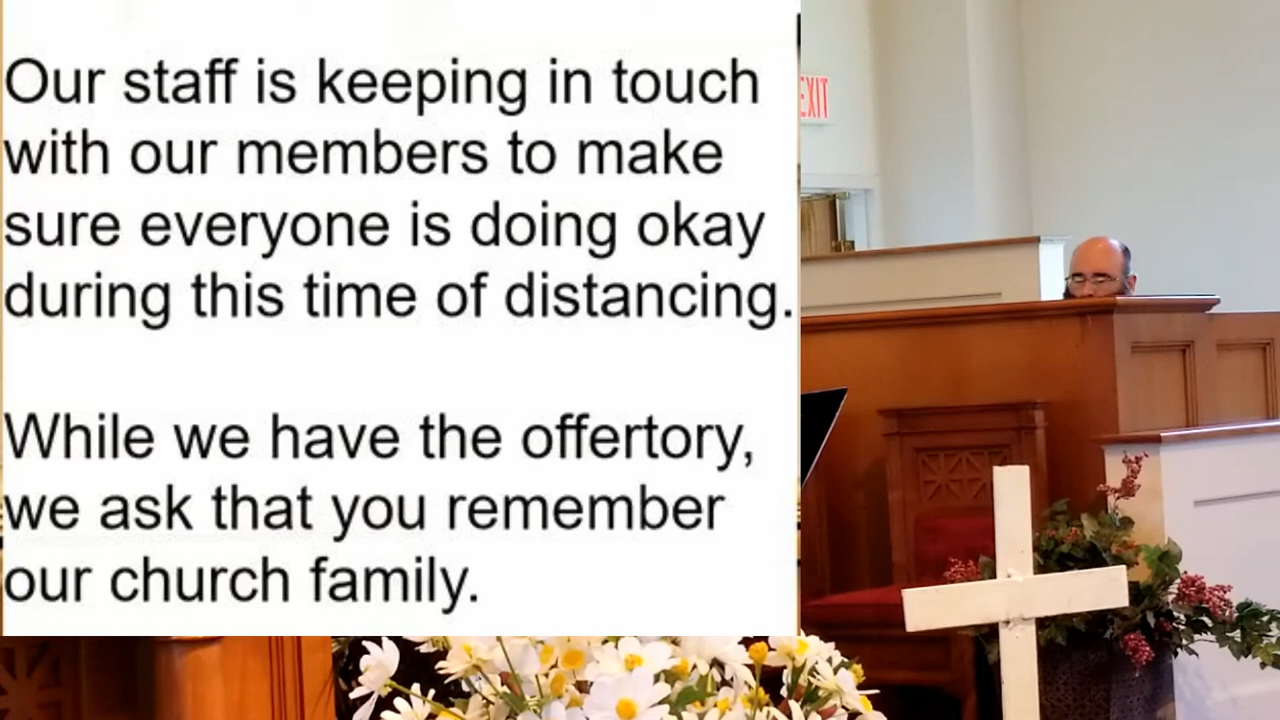 Our staff is keeping in touch
with our members to make
sure everyone is doing okay
during this time of distancing.
While we have the offertory,
we ask that you remember
our church family.
EXIT